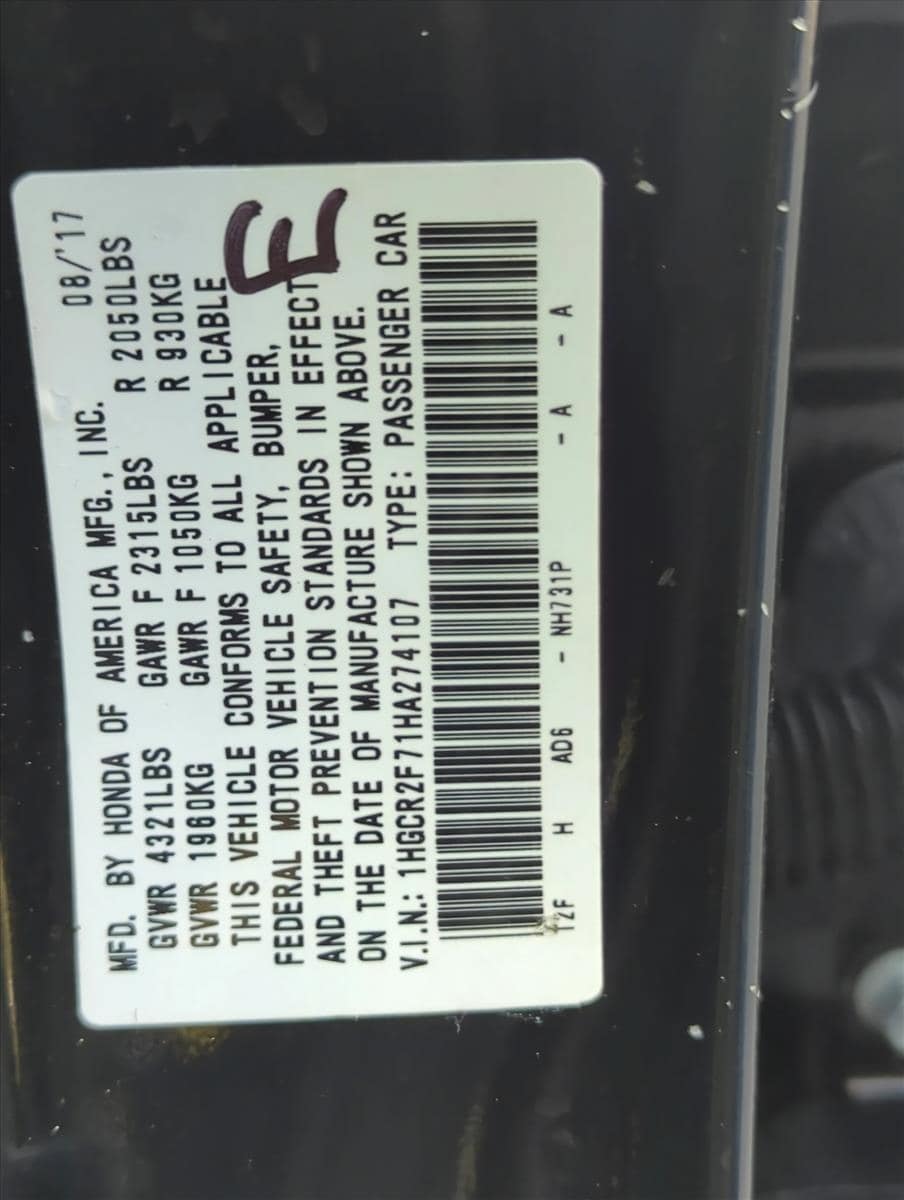 MFD. BY HONDA OF AMERICA MFG., INC. 08/'17
GVWR 4321LBS GAWR F 2315LBS R 2050LBS
GVWR 1960KG GAWR F 1050KG R 930KG
THIS VEHICLE CONFORMS TO ALL APPLICABLE
FEDERAL MOTOR VEHICLE SAFETY, BUMPER,
AND THEFT PREVENTION STANDARDS IN EFFECT
ON THE DATE OF MANUFACTURE SHOWN ABOVE.
V.I.N.: 1HGCR2F71HA274107 TYPE: PASSENGER CAR
E
T2F H AD6 - NH731P - A - A